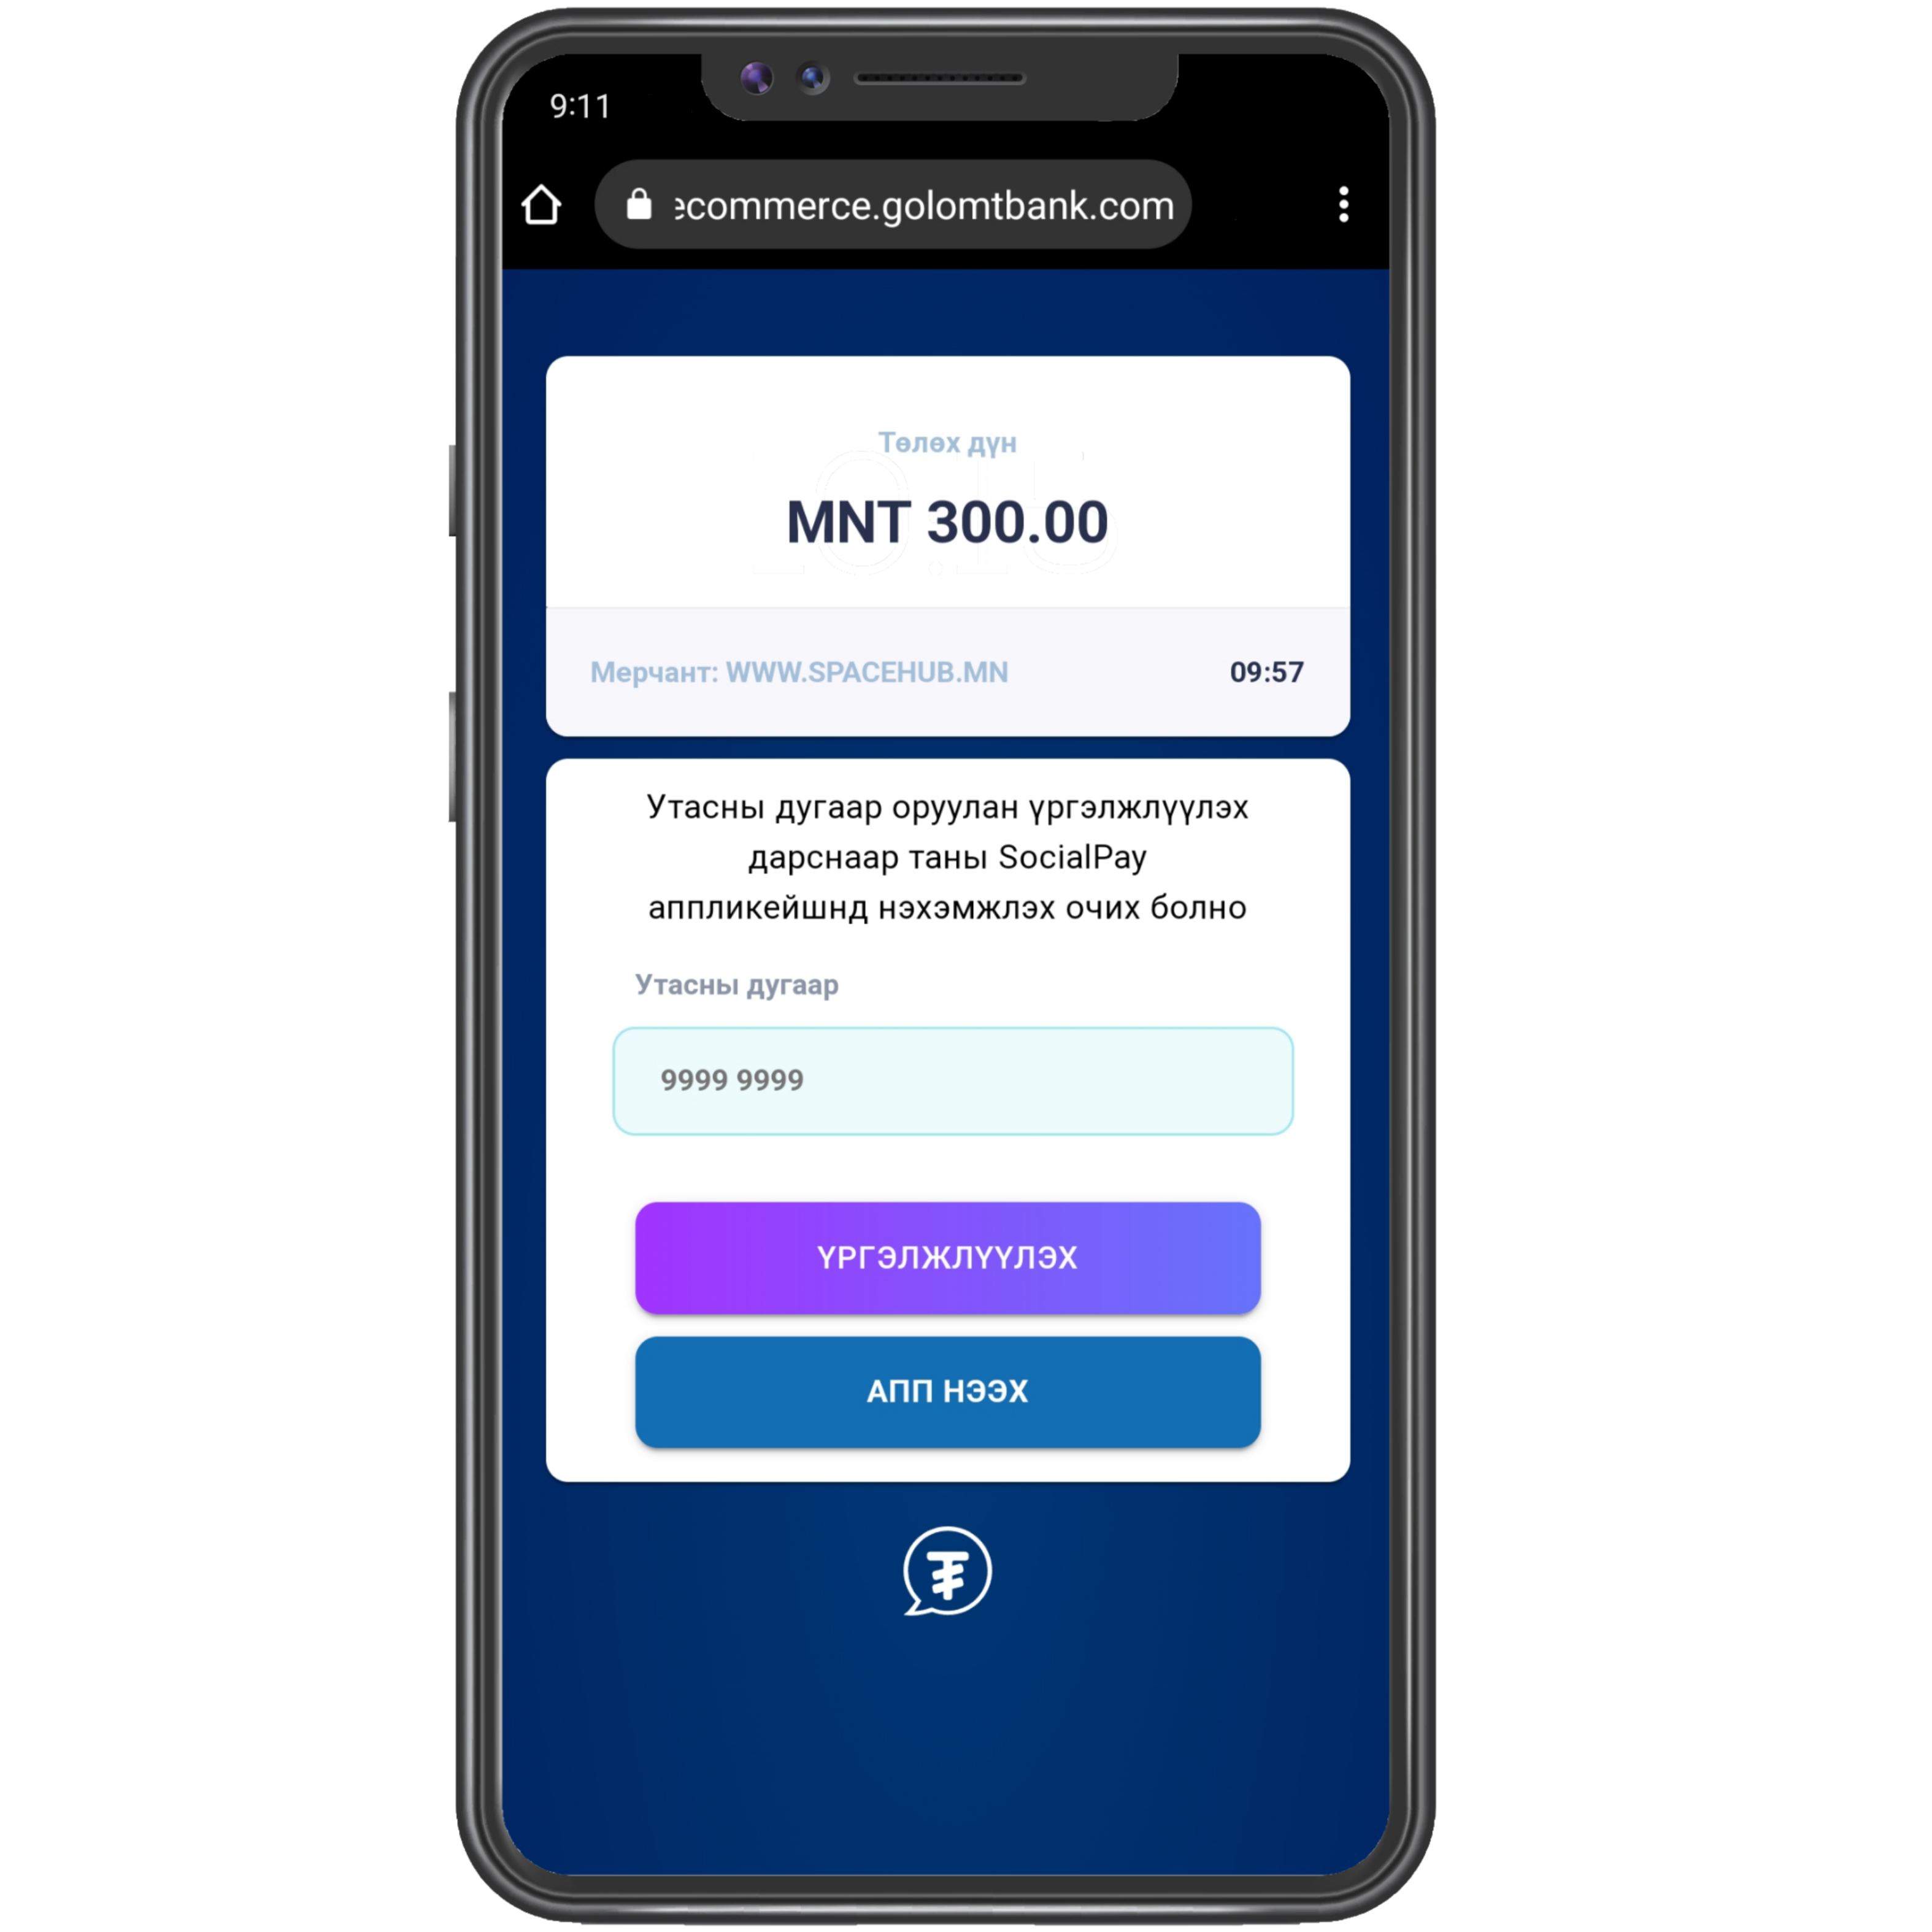 9:11
ecommerce.golomtbank.com
Төлөх дүн
MNT 300.00
Мерчант: WWW.SPACEHUB.MN
09:57
Утасны дугаар оруулан үргэлжлүүлэх
дарснаар таны SocialPay
аппликейшнд нэхэмжлэх очих болно
Утасны дугаар
9999 9999
ҮРГЭЛЖЛҮҮЛЭХ
АПП НЭЭХ
₮